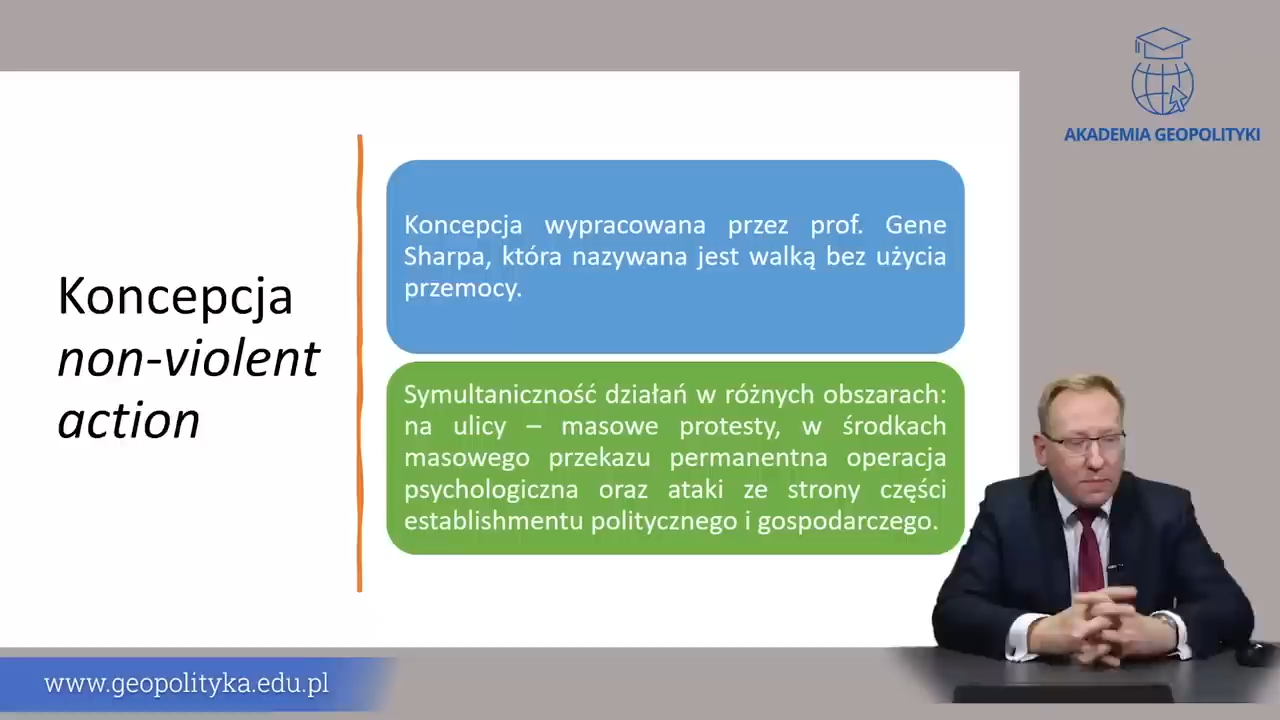 AKADEMIA GEOPOLITYKI
Koncepcja
non-violent
action
Koncepcja wypracowana przez prof. Gene
Sharpa, która nazywana jest walką bez użycia
przemocy.
Symultaniczność działań w różnych obszarach:
na ulicy – masowe protesty, w środkach
masowego przekazu permanentna operacja
psychologiczna oraz ataki ze strony części
establishmentu politycznego i gospodarczego.
www.geopolityka.edu.pl